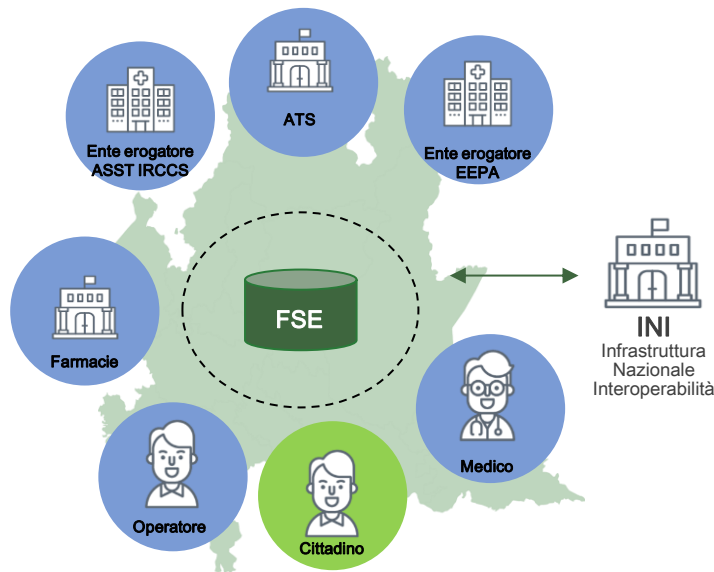 ATS
Ente erogatore
ASST IRCCS
Ente erogatore
EEPA
FSE
INI
Infrastruttura
Nazionale
Interoperabilità
Farmacie
Medico
Operatore
Cittadino